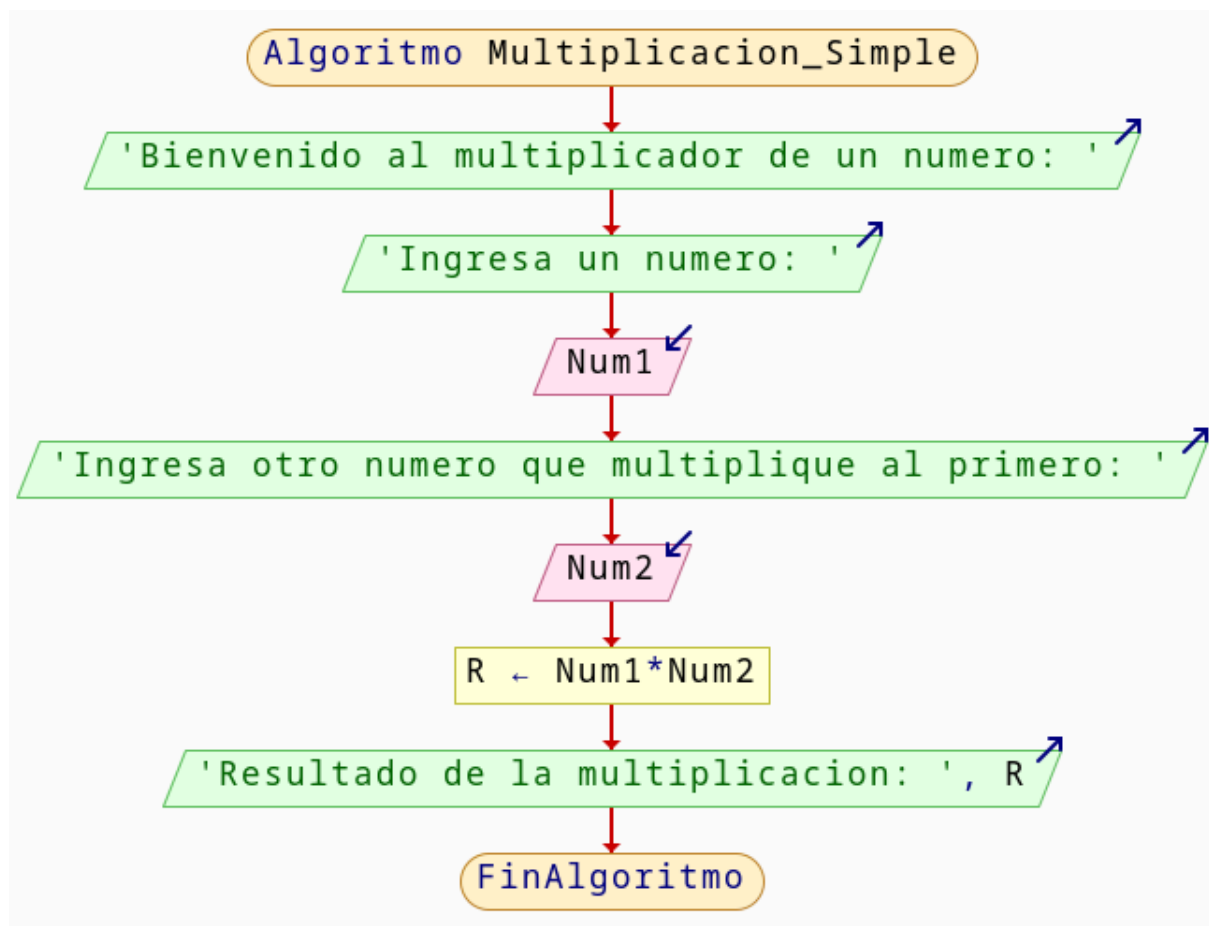 Algoritmo Multiplicacion_Simple
'Bienvenido al multiplicador de un numero: '
'Ingresa un numero: '
Num1
'Ingresa otro numero que multiplique al primero: '
Num2
R ← Num1*Num2
'Resultado de la multiplicacion: ', R
FinAlgoritmo